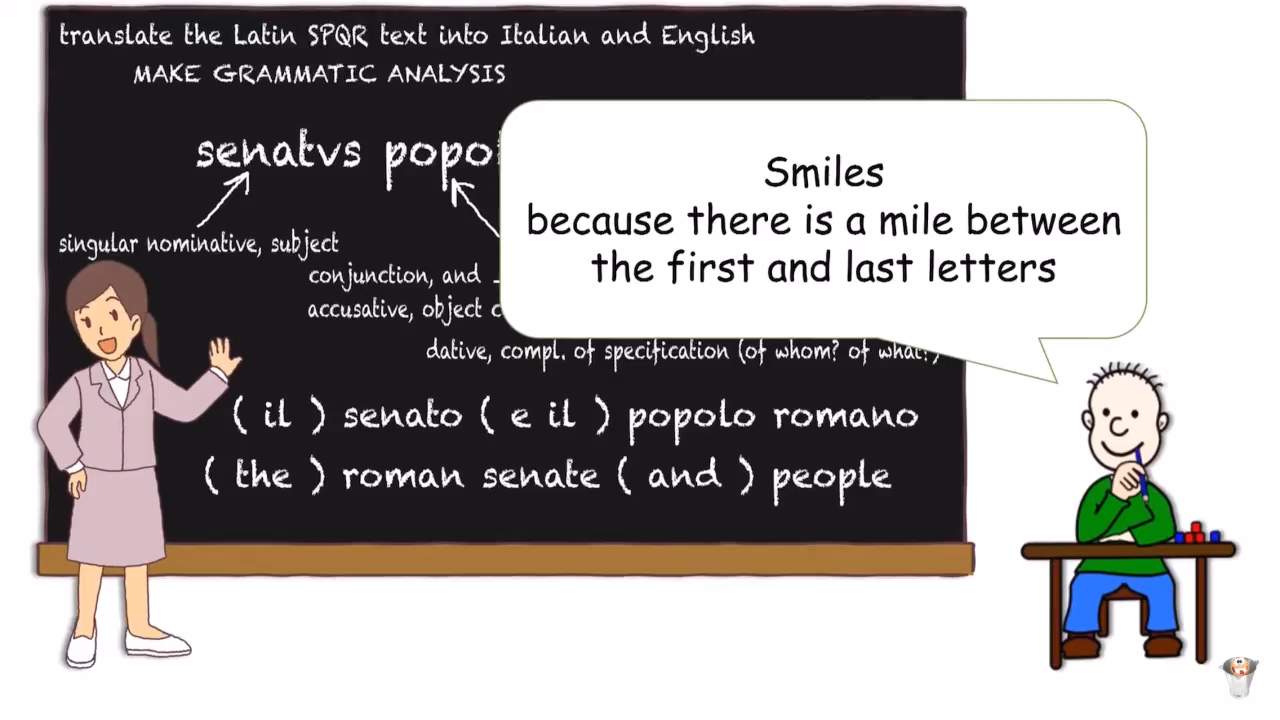 translate the Latin SPQR text into Italian and English
MAKE GRAMMATIC ANALYSIS
senatvs
singular nominative, subject
conjunction, and
accusative, object
dative, compl. of specification (of whom? of what?)
( il ) senato ( e il ) popolo romano
( the ) roman senate ( and ) people
Smiles
because there is a mile between
the first and last letters